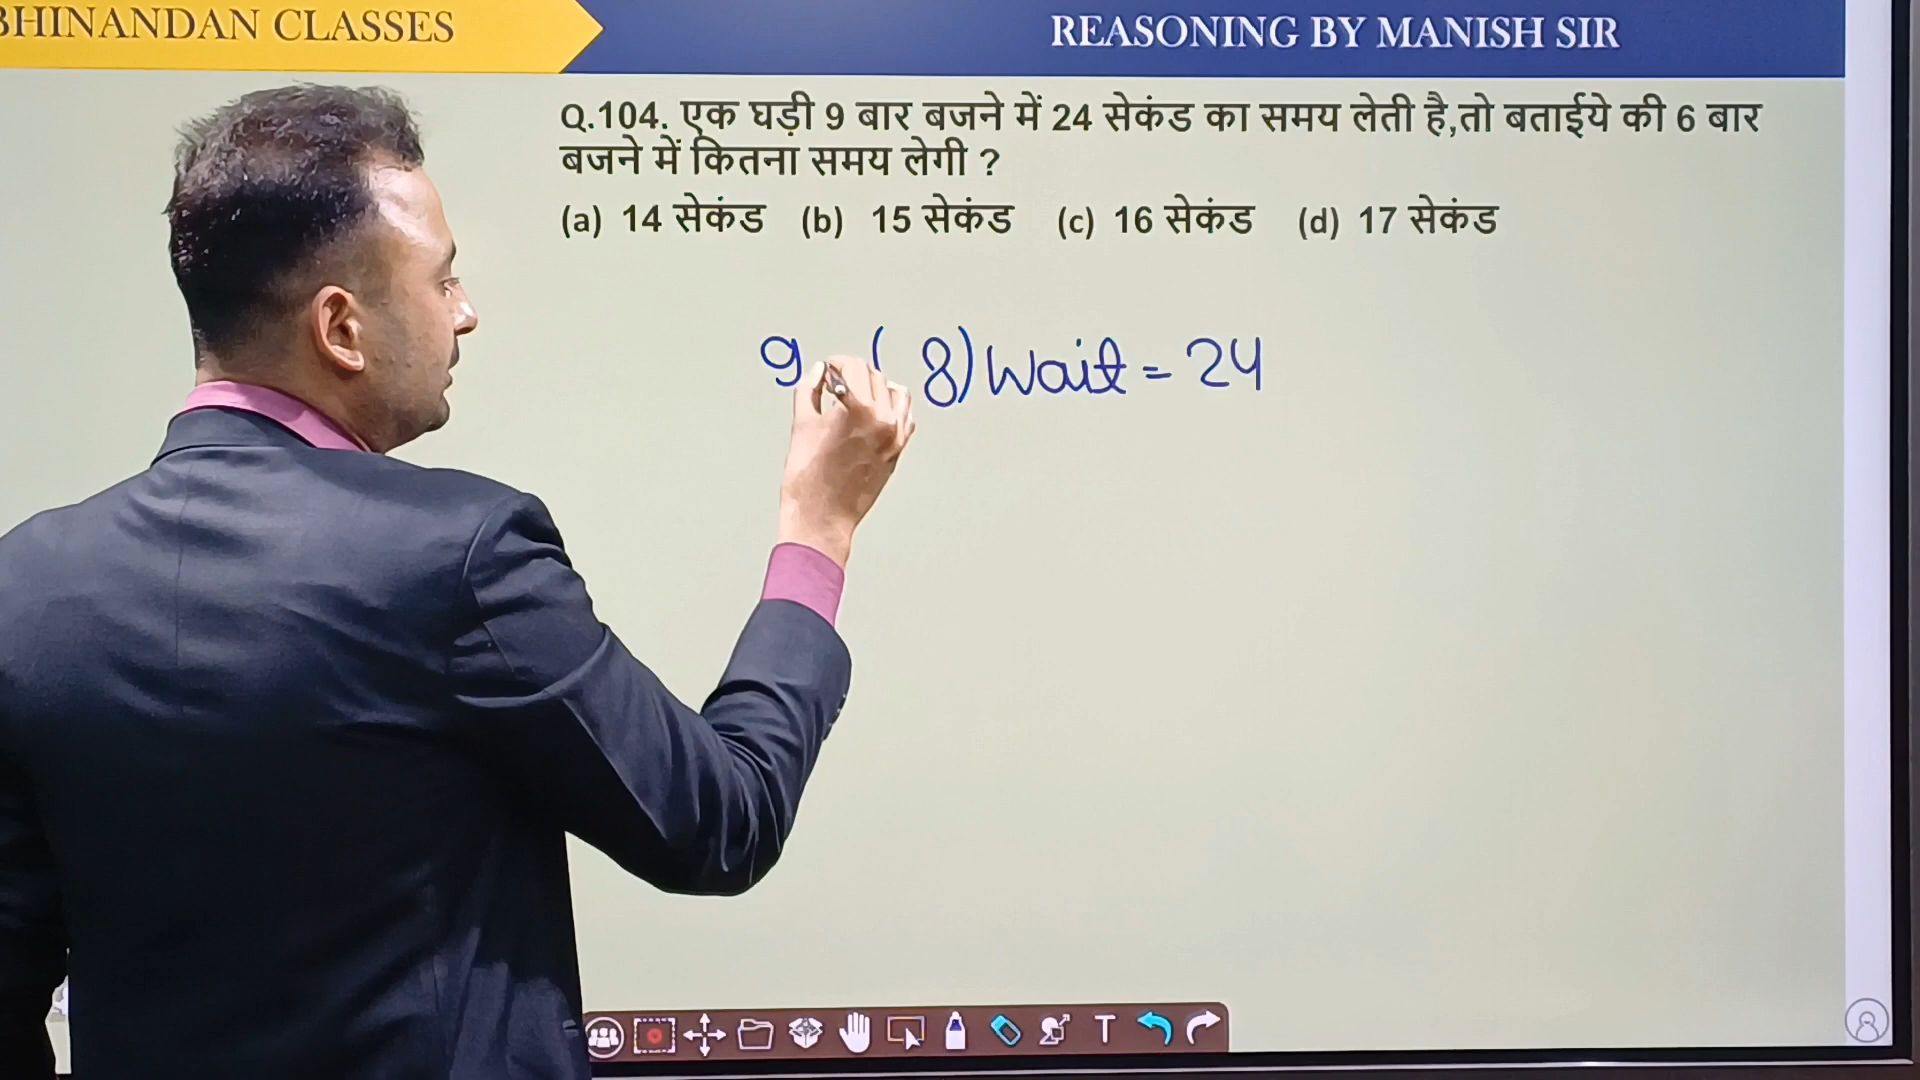 BHINANDAN CLASSES
REASONING BY MANISH SIR
Q.104. एक घड़ी 9 बार बजने में 24 सेकंड का समय लेती है,तो बताईये की 6 बार
बजने में कितना समय लेगी ?
(a) 14 सेकंड (b) 15 सेकंड (c) 16 सेकंड (d) 17 सेकंड
9 ( 8) Wait = 24
T